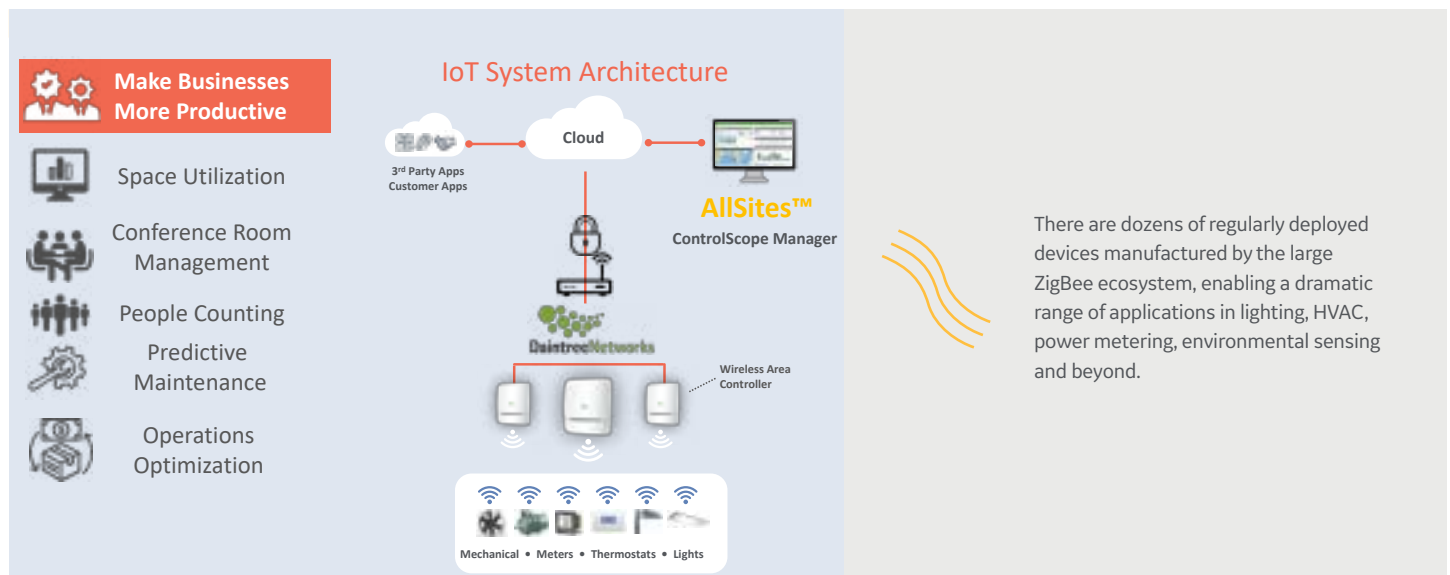 Make Businesses
More Productive
Space Utilization
Conference Room
Management
People Counting
Predictive
Maintenance
Operations
Optimization
IoT System Architecture
Cloud
3rd Party Apps
Customer Apps
AllSites™
ControlScope Manager
DaintreeNetworks
Wireless Area
Controller
Mechanical • Meters • Thermostats • Lights
There are dozens of regularly deployed
devices manufactured by the large
ZigBee ecosystem, enabling a dramatic
range of applications in lighting, HVAC,
power metering, environmental sensing
and beyond.